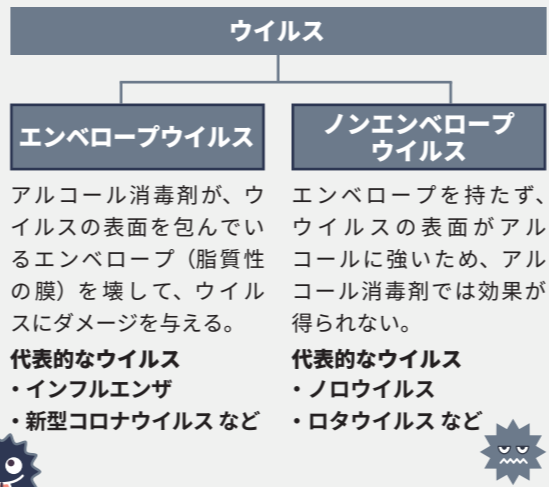 ウイルス
エンベロープウイルス
アルコール消毒剤が、ウ
イルスの表面を包んでい
るエンベロープ（脂質性
の膜）を壊して、ウイル
スにダメージを与える。
代表的なウイルス
・インフルエンザ
・新型コロナウイルス など
ノンエンベロープ
ウイルス
エンベロープを持たず、
ウイルスの表面がアル
コールに強いため、アル
コール消毒剤では効果が
得られない。
代表的なウイルス
・ノロウイルス
・ロタウイルス など